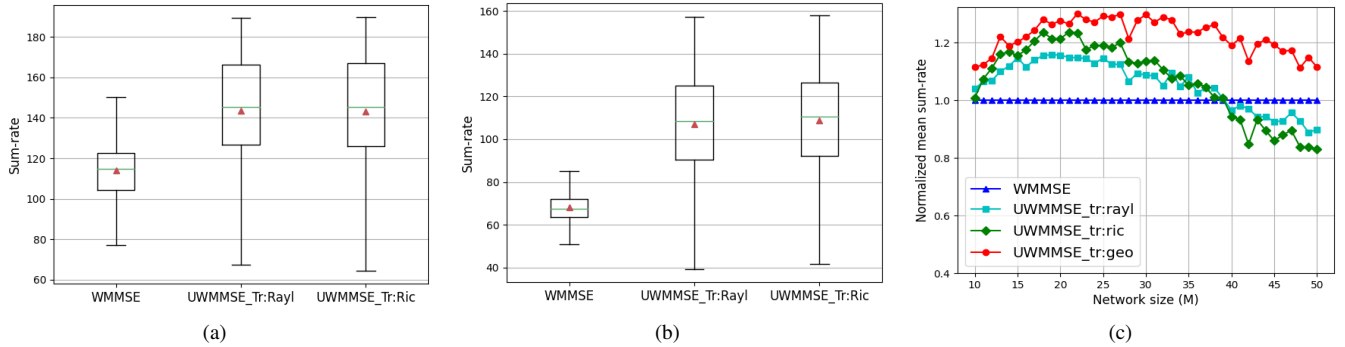 Sum-rate
180
160
140
120
100
80
60
WMMSE
UWMMSE_Tr:Rayl
UWMMSE_Tr:Ric
(a)
Sum-rate
160
140
120
100
80
60
40
WMMSE
UWMMSE_Tr:Rayl
UWMMSE_Tr:Ric
(b)
Normalized mean sum-rate
1.2
1.0
0.8
0.6
0.4
WMMSE
UWMMSE_tr:rayl
UWMMSE_tr:ric
UWMMSE_tr:geo
10 15 20 25 30 35 40 45 50
Network size (M)
(c)